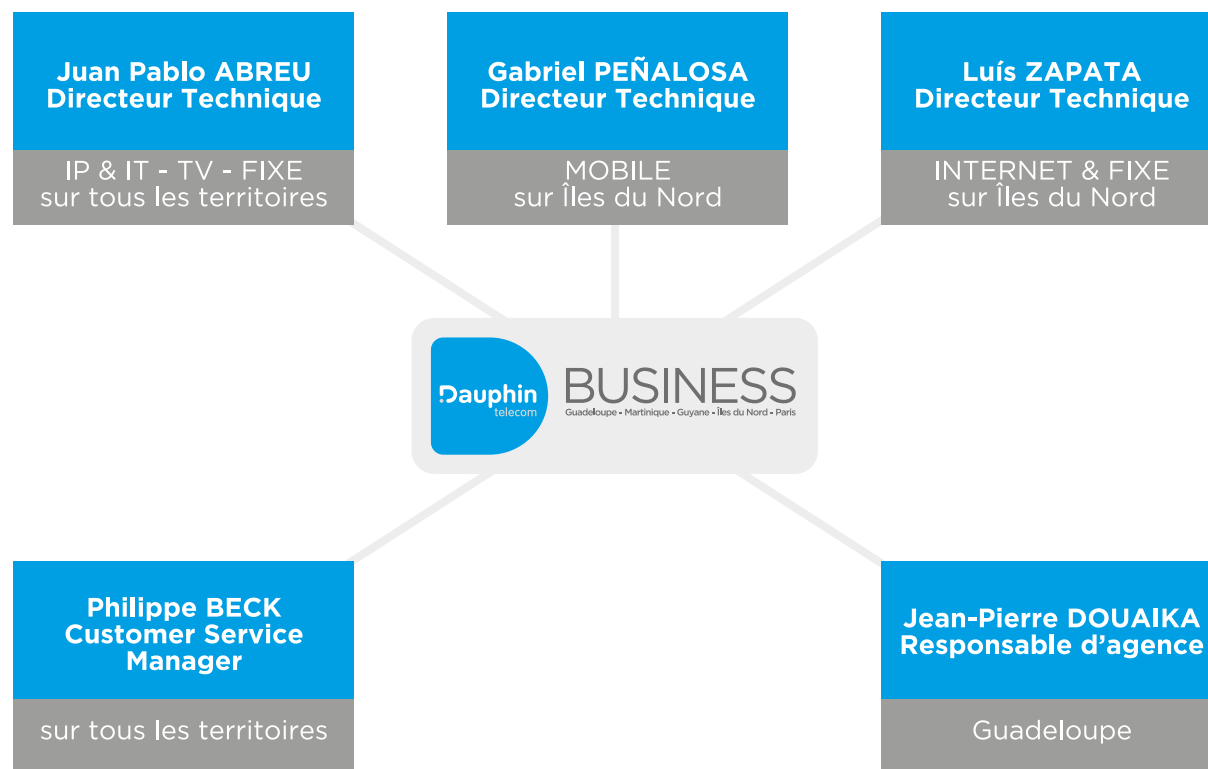 Juan Pablo ABREU
Directeur Technique
IP & IT - TV - FIXE
sur tous les territoires
Gabriel PEÑALOSA
Directeur Technique
MOBILE
sur Îles du Nord
Luís ZAPATA
Directeur Technique
INTERNET & FIXE
sur Îles du Nord
Dauphin
telecom
BUSINESS
Guadeloupe - Martinique - Guyane - Îles du Nord - Paris
Philippe BECK
Customer Service
Manager
sur tous les territoires
Jean-Pierre DOUAIKA
Responsable d’agence
Guadeloupe